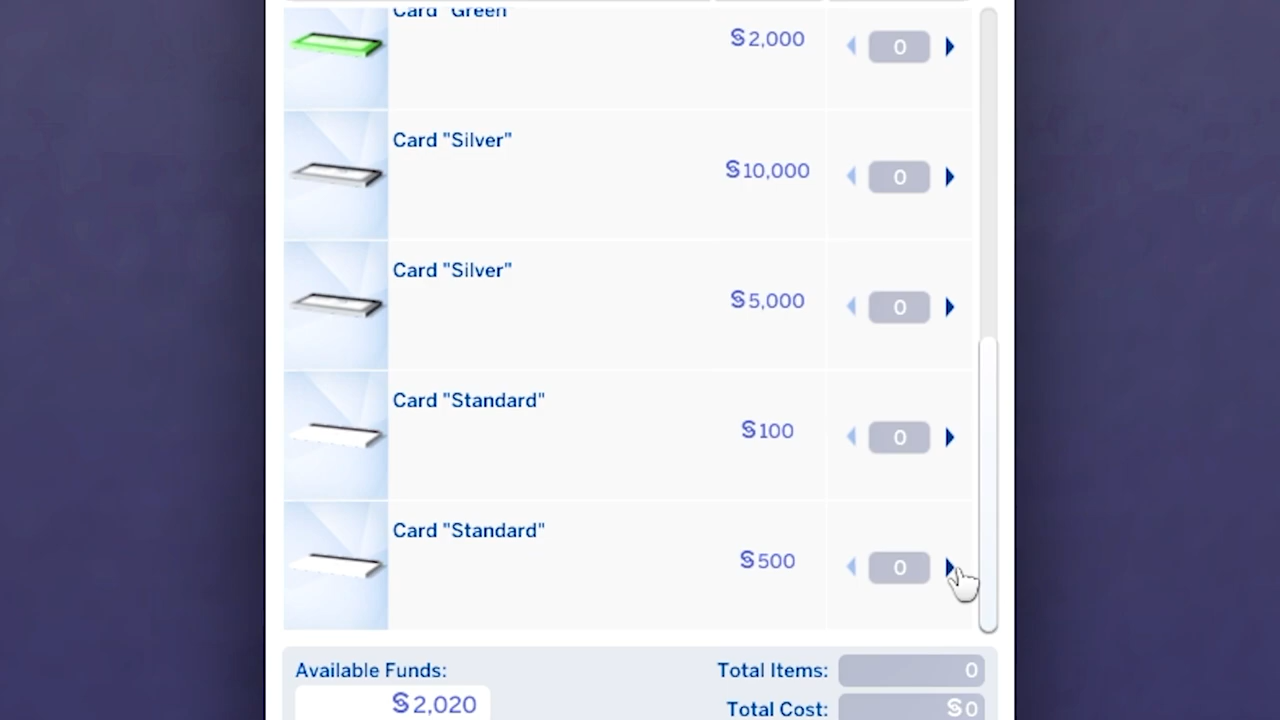 Card "Green"
§2,000
0
Card "Silver"
§10,000
0
Card "Silver"
§5,000
0
Card "Standard"
§100
0
Card "Standard"
§500
0
Available Funds:
§2,020
Total Items: 0
Total Cost: §0